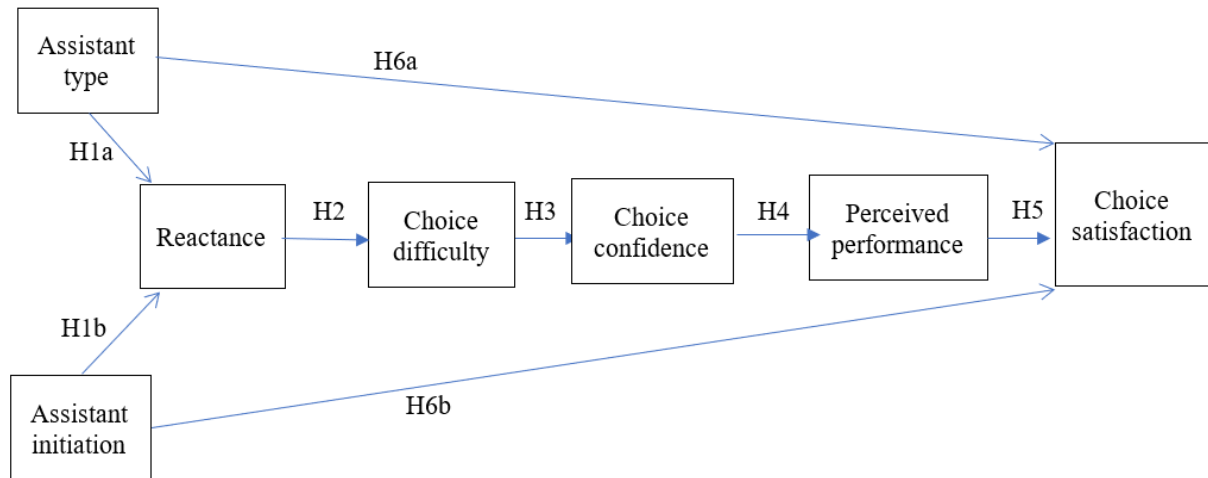 Assistant
type
H6a
H1a
Reactance
H2
Choice
difficulty
H3
Choice
confidence
H4
Perceived
performance
H5
Choice
satisfaction
H1b
Assistant
initiation
H6b